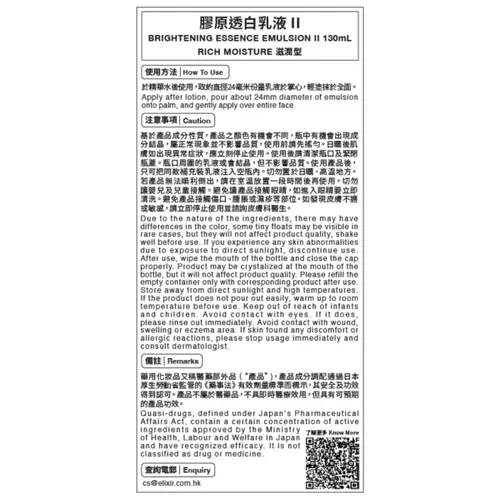 膠原透白乳液 II
BRIGHTENING ESSENCE EMULSION II 130mL
RICH MOISTURE 滋潤型
使用方法 | How To Use
於精華水後使用，取約直徑24毫米份量乳液於掌心，輕塗抹於全面。
Apply after lotion, pour about 24mm diameter of emulsion
onto palm, and gently apply over entire face.
注意事項 | Caution
基於產品成分性質，產品之顏色有機會不同，瓶中有機會出現成
分結晶，屬正常現象並不影響品質，使用前請先搖勻。日曬後肌
膚如出現異常症狀，應立刻停止使用。使用後請清潔瓶口及緊閉
瓶蓋。瓶口周圍的乳液或會結晶，但不影響品質。使用產品後，
只可把同款補充裝乳液注入空瓶內。切勿置於日曬、高溫地方。
若產品無法順利倒出，請在室溫放置一段時間後再使用。切勿
讓嬰兒及兒童接觸。避免讓產品接觸眼睛，如進入眼睛要立即
清洗。避免產品接觸傷口、腫脹或濕疹等部位。如發現皮膚不適
或敏感，請立即停止使用並諮詢皮膚科醫生。
Due to the nature of the ingredients, there may have
differences in the color, some tiny floats may be visible in
rare cases, but they will not affect product quality, shake
well before use. If you experience any skin abnormalities
due to exposure to direct sunlight, discontinue use.
After use, wipe the mouth of the bottle and close the cap
properly. Product may be crystalized at the mouth of the
bottle, but it will not affect product quality. Please refill the
empty container only with corresponding product after use.
Store away from direct sunlight and high temperatures.
If the product does not pour out easily, warm up to room
temperature before use. Keep out of reach of infants
and children. Avoid contact with eyes. If it does,
please rinse out immediately. Avoid contact with wound,
swelling or eczema area. If skin found any discomfort or
allergic reactions, please stop usage immediately and
consult dermatologist.
備註 | Remarks
藥用化妝品又稱醫藥部外品（“產品”），產品成分調配通過日本
厚生勞動省監管的《藥事法》有效劑量標準而標示，其安全及功效
得到認可。產品不屬於醫藥品，不具即時醫療效用，但具有可預期
的產品功效。
Quasi-drugs, defined under Japan's Pharmaceutical
Affairs Act, contain a certain concentration of active
ingredients approved by the Ministry
of Health, Labour and Welfare in Japan
and have recognized efficacy. It is not
classified as drug or medicine.
了解更多 Know More
查詢電郵 | Enquiry
cs@elixir.com.hk